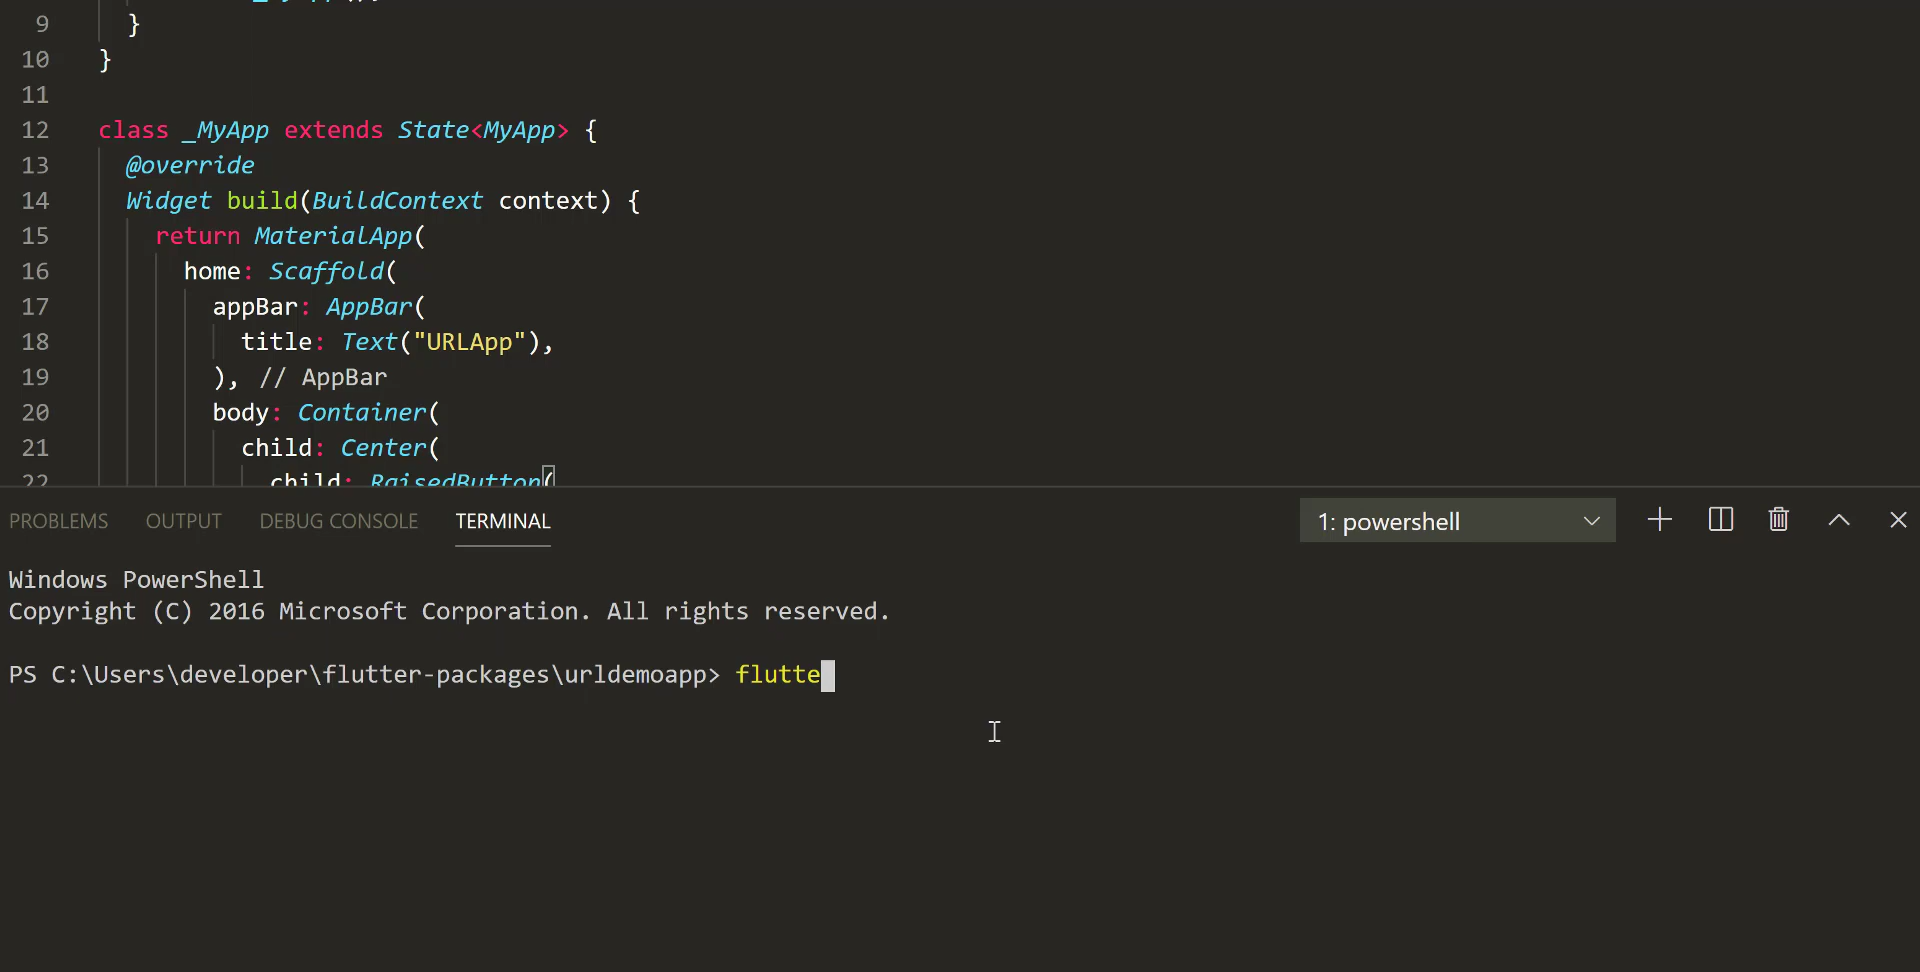 9 }
10 }
11
12 class _MyApp extends State<MyApp> {
13 @override
14 Widget build(BuildContext context) {
15 return MaterialApp(
16 home: Scaffold(
17 appBar: AppBar(
18 title: Text("URLApp"),
19 ), // AppBar
20 body: Container(
21 child: Center(
22 child: RaisedButton(
PROBLEMS OUTPUT DEBUG CONSOLE TERMINAL 1: powershell
Windows PowerShell
Copyright (C) 2016 Microsoft Corporation. All rights reserved.
PS C:\Users\developer\flutter-packages\urldemoapp> flutte